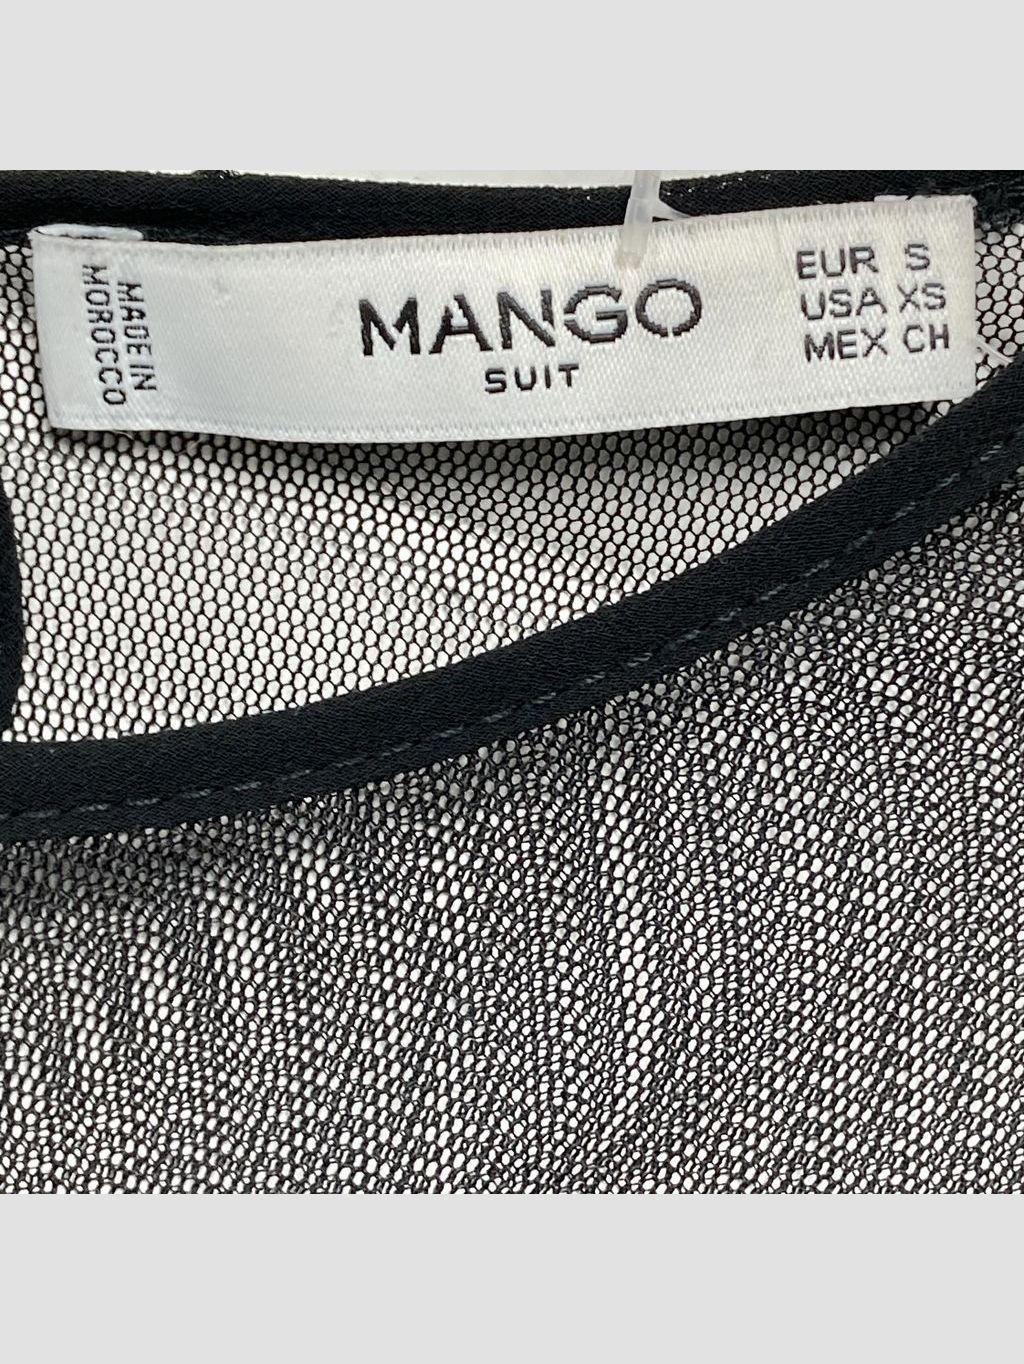 MADE IN
MOROCCO
MANGO
SUIT
EUR S
USA XS
MEX CH